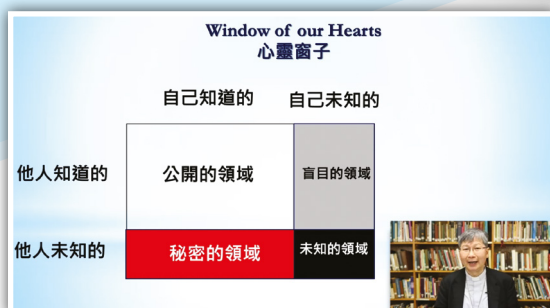 Window of our Hearts
心靈窗子
自己知道的 自己未知的
他人知道的 公開的領域 盲目的領域
他人未知的 秘密的領域 未知的領域